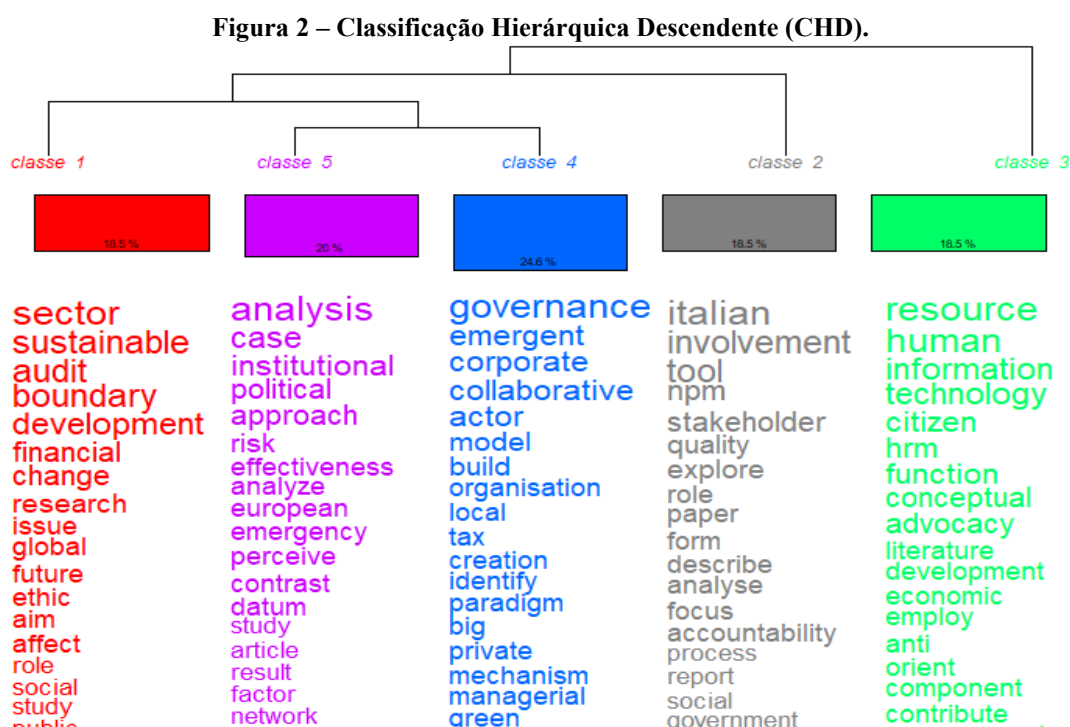 Figura 2 – Classificação Hierárquica Descendente (CHD).
classe 1
classe 5
classe 4
classe 2
classe 3
18.5 %
20 %
24.6 %
18.5 %
18.5 %
sector
sustainable
audit
boundary
development
financial
change
research
issue
global
future
ethic
aim
affect
role
social
study
public
analysis
case
institutional
political
approach
risk
effectiveness
analyze
european
emergency
perceive
contrast
datum
study
article
result
factor
network
governance
emergent
corporate
collaborative
actor
model
build
organisation
local
tax
creation
identify
paradigm
big
private
mechanism
managerial
green
italian
involvement
tool
npm
stakeholder
quality
explore
role
paper
form
describe
analyse
focus
accountability
process
report
social
government
resource
human
information
technology
citizen
hrm
function
conceptual
advocacy
literature
development
economic
employ
anti
orient
component
contribute